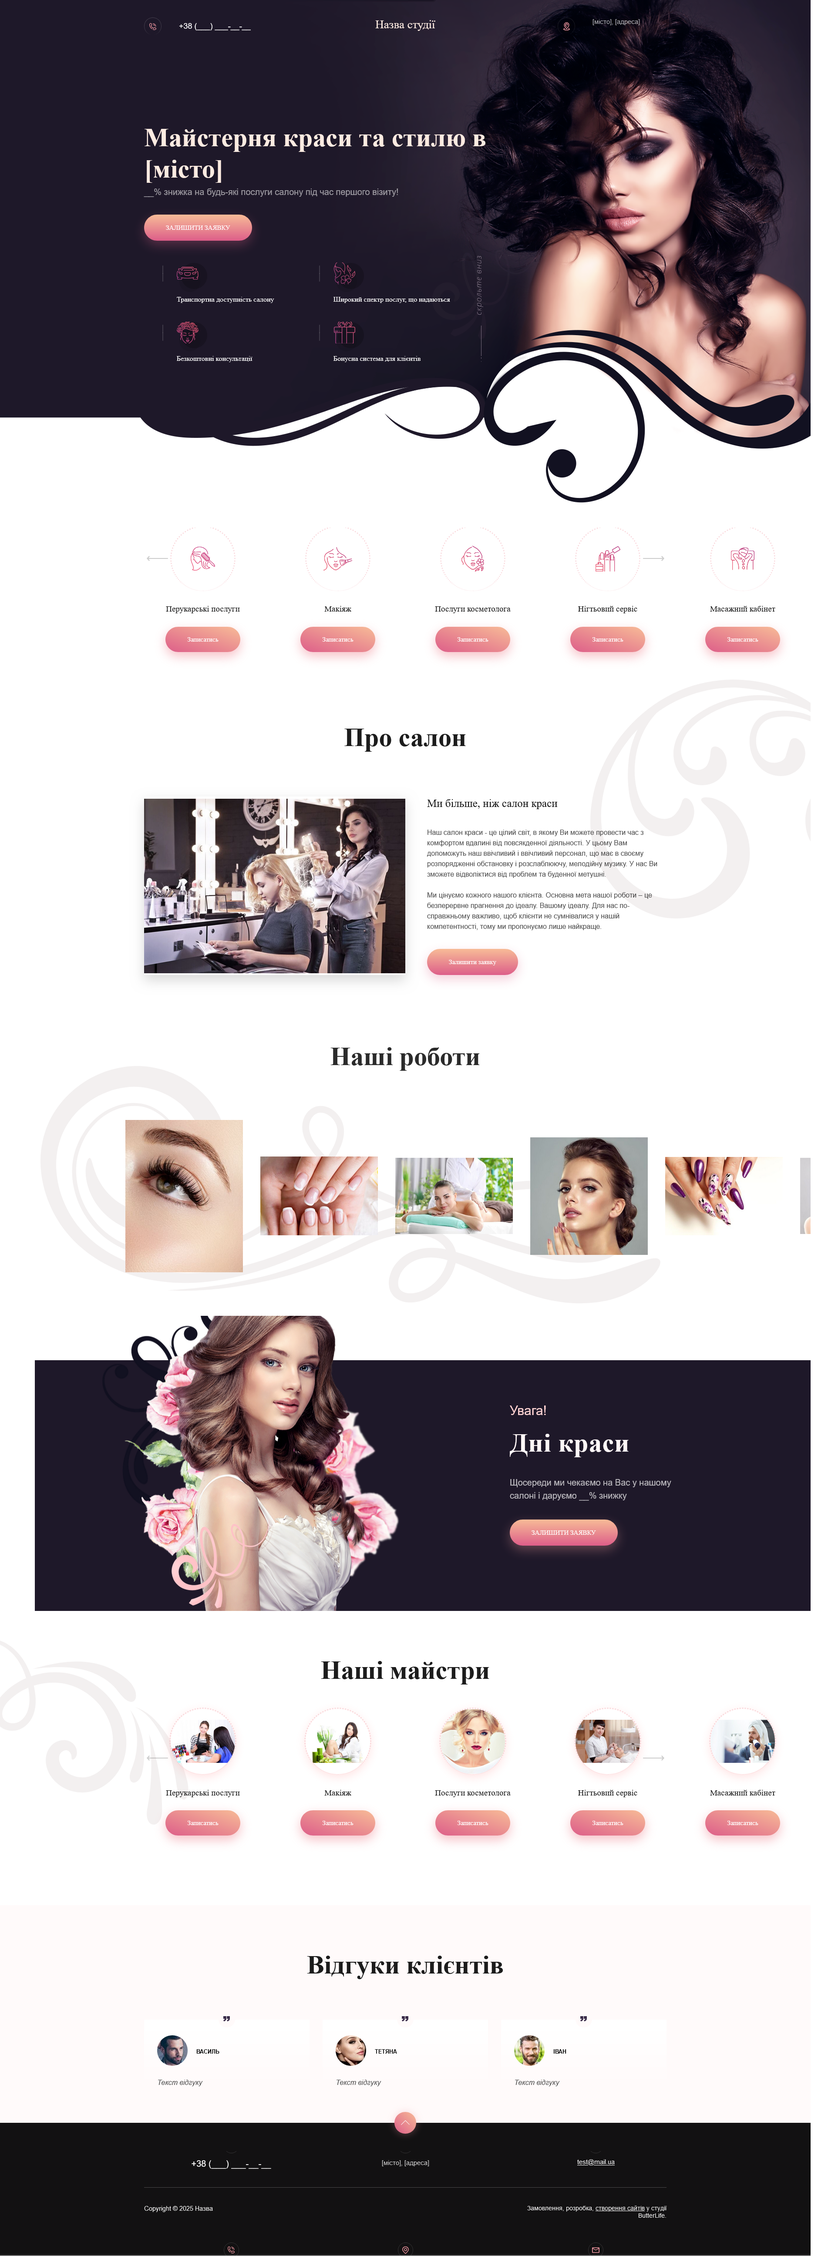 +38 (___) ___-__-__
Назва студії
[місто], [адреса]
Майстерня краси та стилю в
[місто]
__% знижка на будь-які послуги салону під час першого візиту!
ЗАЛИШИТИ ЗАЯВКУ
скрольте вниз
Транспортна доступність салону
Широкий спектр послуг, що надаються
Безкоштовні консультації
Бонусна система для клієнтів
Перукарські послуги
Макіяж
Послуги косметолога
Нігтьовий сервіс
Масажний кабінет
Записатись
Записатись
Записатись
Записатись
Записатись
Про салон
Ми більше, ніж салон краси
Наш салон краси - це цілий світ, в якому Ви можете провести час з
комфортом вдалині від повсякденної діяльності. У цьому Вам
допоможуть наш ввічливий і ввічливий персонал, що має в своєму
розпорядженні обстановку і розслаблюючу, мелодійну музику. У нас Ви
зможете відволіктися від проблем та буденної метушні.
Ми цінуємо кожного нашого клієнта. Основна мета нашої роботи – це
безперервне прагнення до ідеалу. Вашому ідеалу. Для нас по-
справжньому важливо, щоб клієнти не сумнівалися у нашій
компетентності, тому ми пропонуємо лише найкраще.
Залишити заявку
Наші роботи
Увага!
Дні краси
Щосереди ми чекаємо на Вас у нашому
салоні і даруємо __% знижку
ЗАЛИШИТИ ЗАЯВКУ
Наші майстри
Перукарські послуги
Макіяж
Послуги косметолога
Нігтьовий сервіс
Масажний кабінет
Записатись
Записатись
Записатись
Записатись
Записатись
Відгуки клієнтів
ВАСИЛЬ
ТЕТЯНА
ІВАН
Текст відгуку
Текст відгуку
Текст відгуку
+38 (___) ___-__-__
[місто], [адреса]
test@mail.ua
Copyright © 2025 Назва
Замовлення, розробка, створення сайтів у студії
ButterLife.